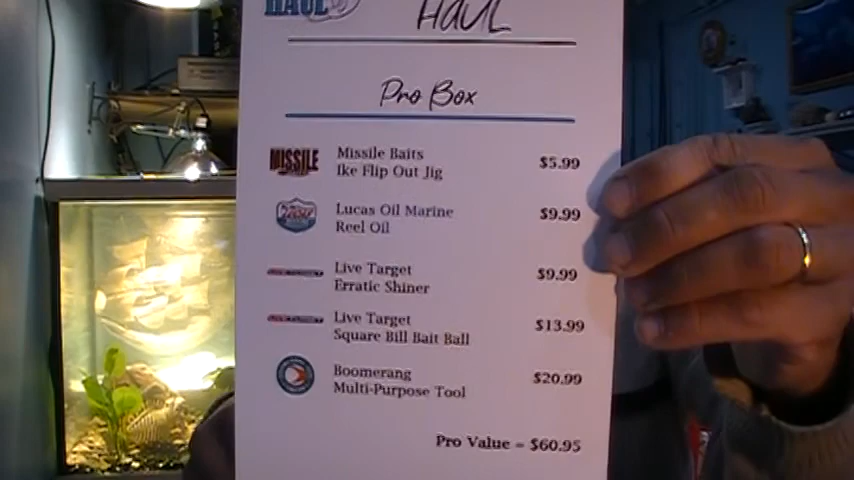 HAUL
HAUL
Pro Box
MISSILE
Missile Baits
Ike Flip Out Jig
$5.99
Lucas Oil Marine
Reel Oil
$9.99
Live Target
Erratic Shiner
$9.99
Live Target
Square Bill Bait Ball
$13.99
Boomerang
Multi-Purpose Tool
$20.99
Pro Value = $60.95